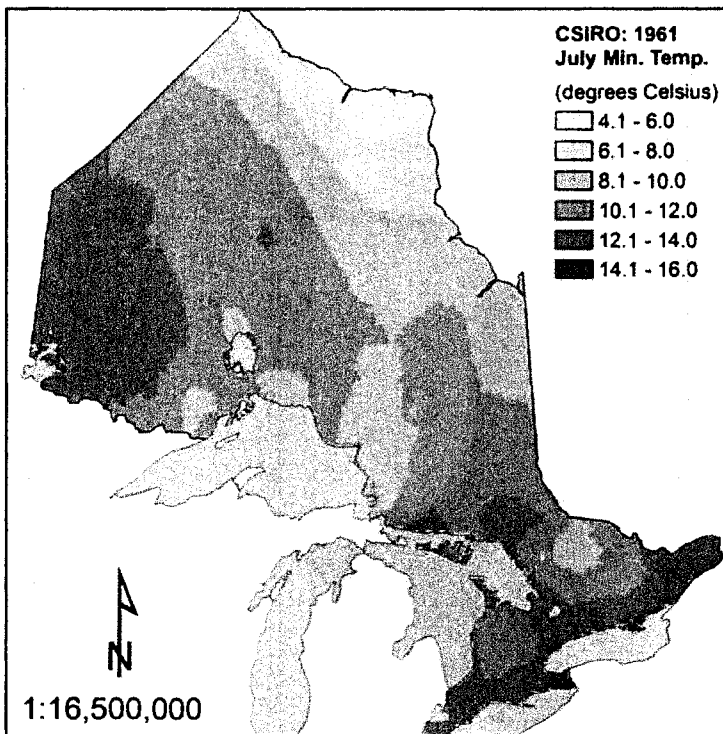 CSIRO: 1961
July Min. Temp.
(degrees Celsius)
4.1 - 6.0
6.1 - 8.0
8.1 - 10.0
10.1 - 12.0
12.1 - 14.0
14.1 - 16.0
N
1:16,500,000